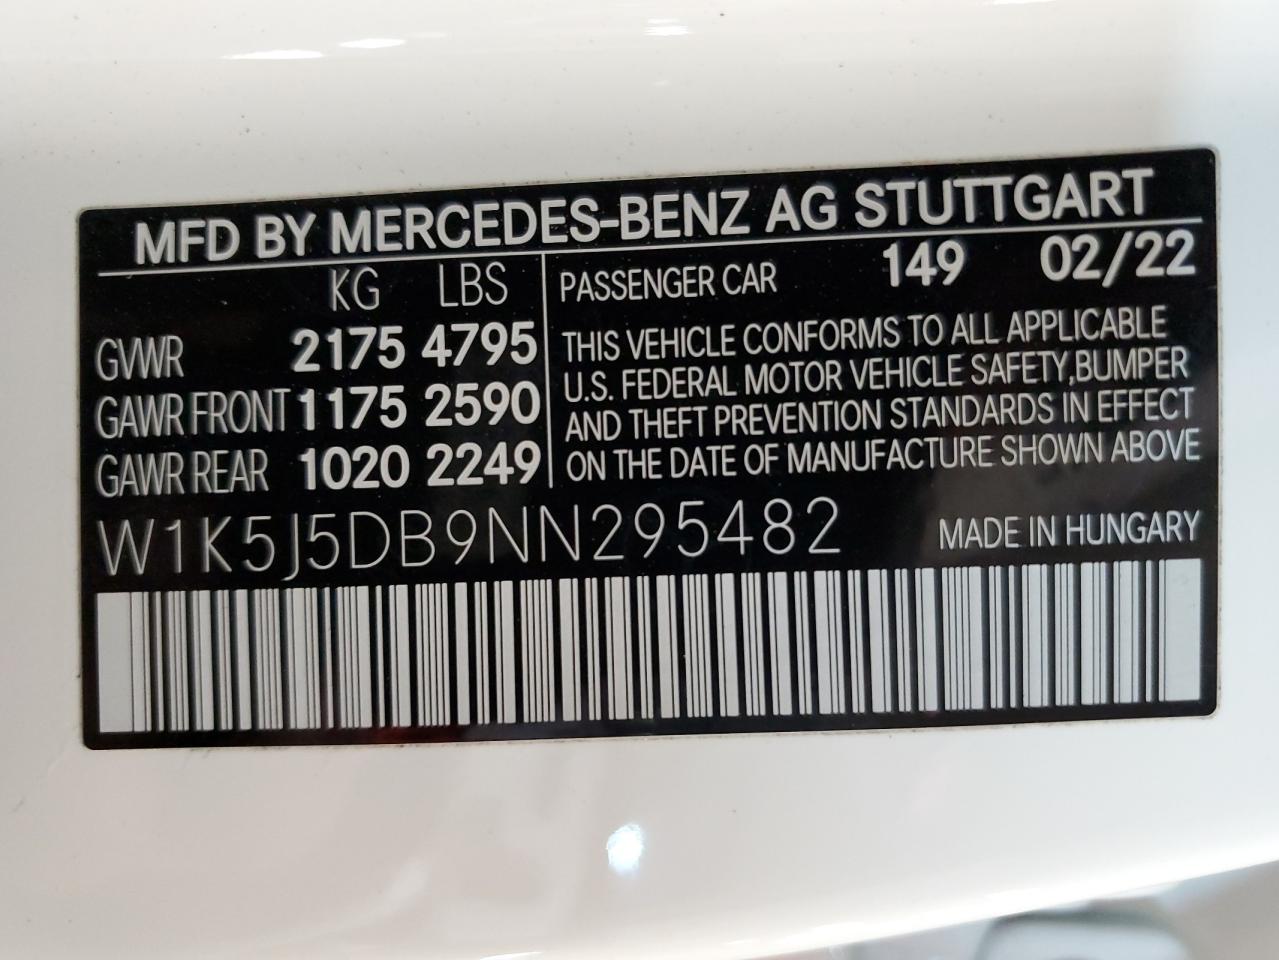 MFD BY MERCEDES-BENZ AG STUTTGART
KG LBS
GVWR 2175 4795
GAWR FRONT 1175 2590
GAWR REAR 1020 2249
PASSENGER CAR 149 02/22
THIS VEHICLE CONFORMS TO ALL APPLICABLE
U.S. FEDERAL MOTOR VEHICLE SAFETY,BUMPER
AND THEFT PREVENTION STANDARDS IN EFFECT
ON THE DATE OF MANUFACTURE SHOWN ABOVE
W1K5J5DB9NN295482 MADE IN HUNGARY